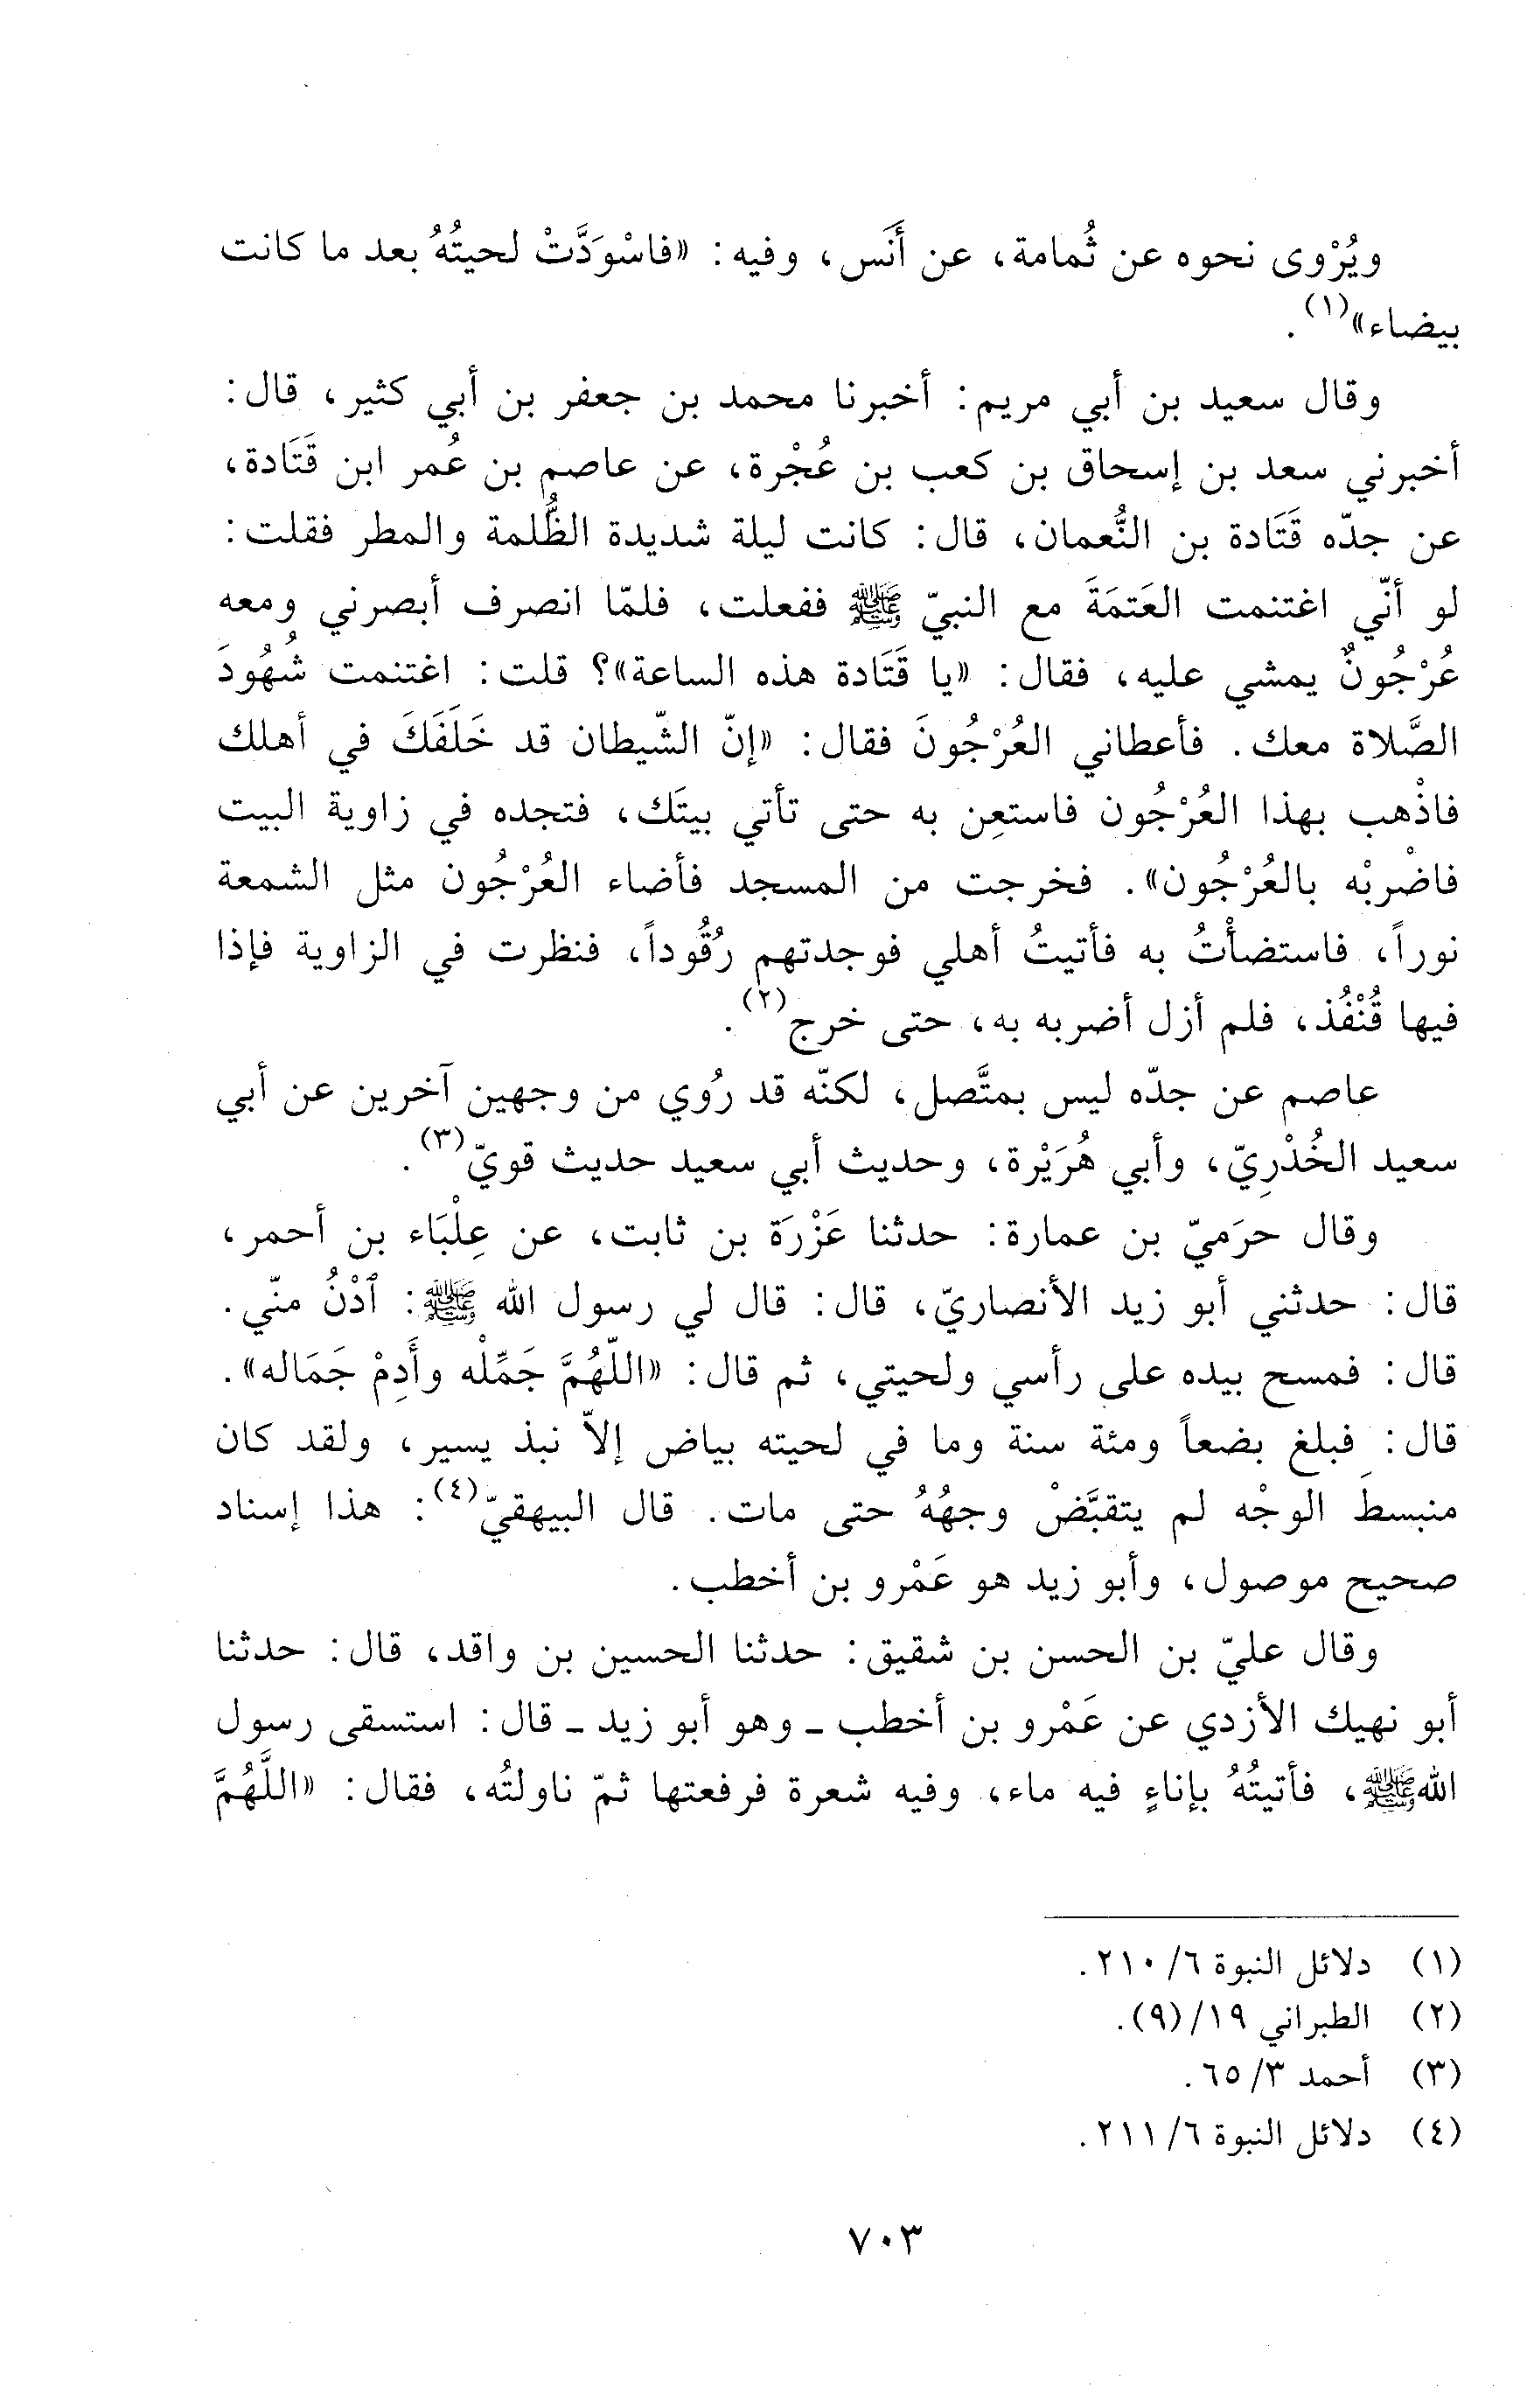 ويُرْوى نحوه عن ثُمامة، عن أَنَس، وفيه: «فاسْوَدَّتْ لحيتُهُ بعد ما كانت
بيضاء»(١).
وقال سعيد بن أبي مريم: أخبرنا محمد بن جعفر بن أبي كثير، قال:
أخبرني سعد بن إسحاق بن كعب بن عُجْرة، عن عاصم بن عُمر ابن قَتَادة،
عن جدّه قَتَادة بن النُّعمان، قال: كانت ليلة شديدة الظُّلمة والمطر فقلت:
لو أنّي اغتنمت العَتمَةَ مع النبيّ ﷺ ففعلت، فلمّا انصرف أبصرني ومعه
عُرْجُونٌ يمشي عليه، فقال: «يا قَتَادة هذه الساعة»؟ قلت: اغتنمت شُهُودَ
الصَّلاة معك. فأعطاني العُرْجُونَ فقال: «إنّ الشّيطان قد خَلَفَكَ في أهلك
فاذْهب بهذا العُرْجُون فاستعِن به حتى تأتي بيتَك، فتجده في زاوية البيت
فاضْربْه بالعُرْجُون». فخرجت من المسجد فأضاء العُرْجُون مثل الشمعة
نوراً، فاستضأْتُ به فأتيتُ أهلي فوجدتهم رُقُوداً، فنظرت في الزاوية فإذا
فيها قُنْفُذ، فلم أزل أضربه به، حتى خرج(٢).
عاصم عن جدّه ليس بمتَّصل، لكنّه قد رُوي من وجهين آخرين عن أبي
سعيد الخُدْرِيّ، وأبي هُرَيْرة، وحديث أبي سعيد حديث قويّ(٣).
وقال حرَميّ بن عمارة: حدثنا عَزْرَة بن ثابت، عن عِلْبَاء بن أحمر،
قال: حدثني أبو زيد الأنصاريّ، قال: قال لي رسول الله ﷺ: ٱدْنُ منّي.
قال: فمسح بيده على رأسي ولحيتي، ثم قال: «اللّهُمَّ جَمِّلْه وأَدِمْ جَمَاله».
قال: فبلغ بضعاً ومئة سنة وما في لحيته بياض إلاّ نبذ يسير، ولقد كان
منبسطَ الوجْه لم يتقبَّضْ وجهُهُ حتى مات. قال البيهقيّ(٤): هذا إسناد
صحيح موصول، وأبو زيد هو عَمْرو بن أخطب.
وقال عليّ بن الحسن بن شقيق: حدثنا الحسين بن واقد، قال: حدثنا
أبو نهيك الأزدي عن عَمْرو بن أخطب ـ وهو أبو زيد ـ قال: استسقى رسول
الله ﷺ، فأتيتُهُ بإناءٍ فيه ماء، وفيه شعرة فرفعتها ثمّ ناولتُه، فقال: «اللَّهُمَّ
(١) دلائل النبوة ٦/ ٢١٠.
(٢) الطبراني ١٩/(٩).
(٣) أحمد ٣/ ٦٥.
(٤) دلائل النبوة ٦/ ٢١١.
٧٠٣